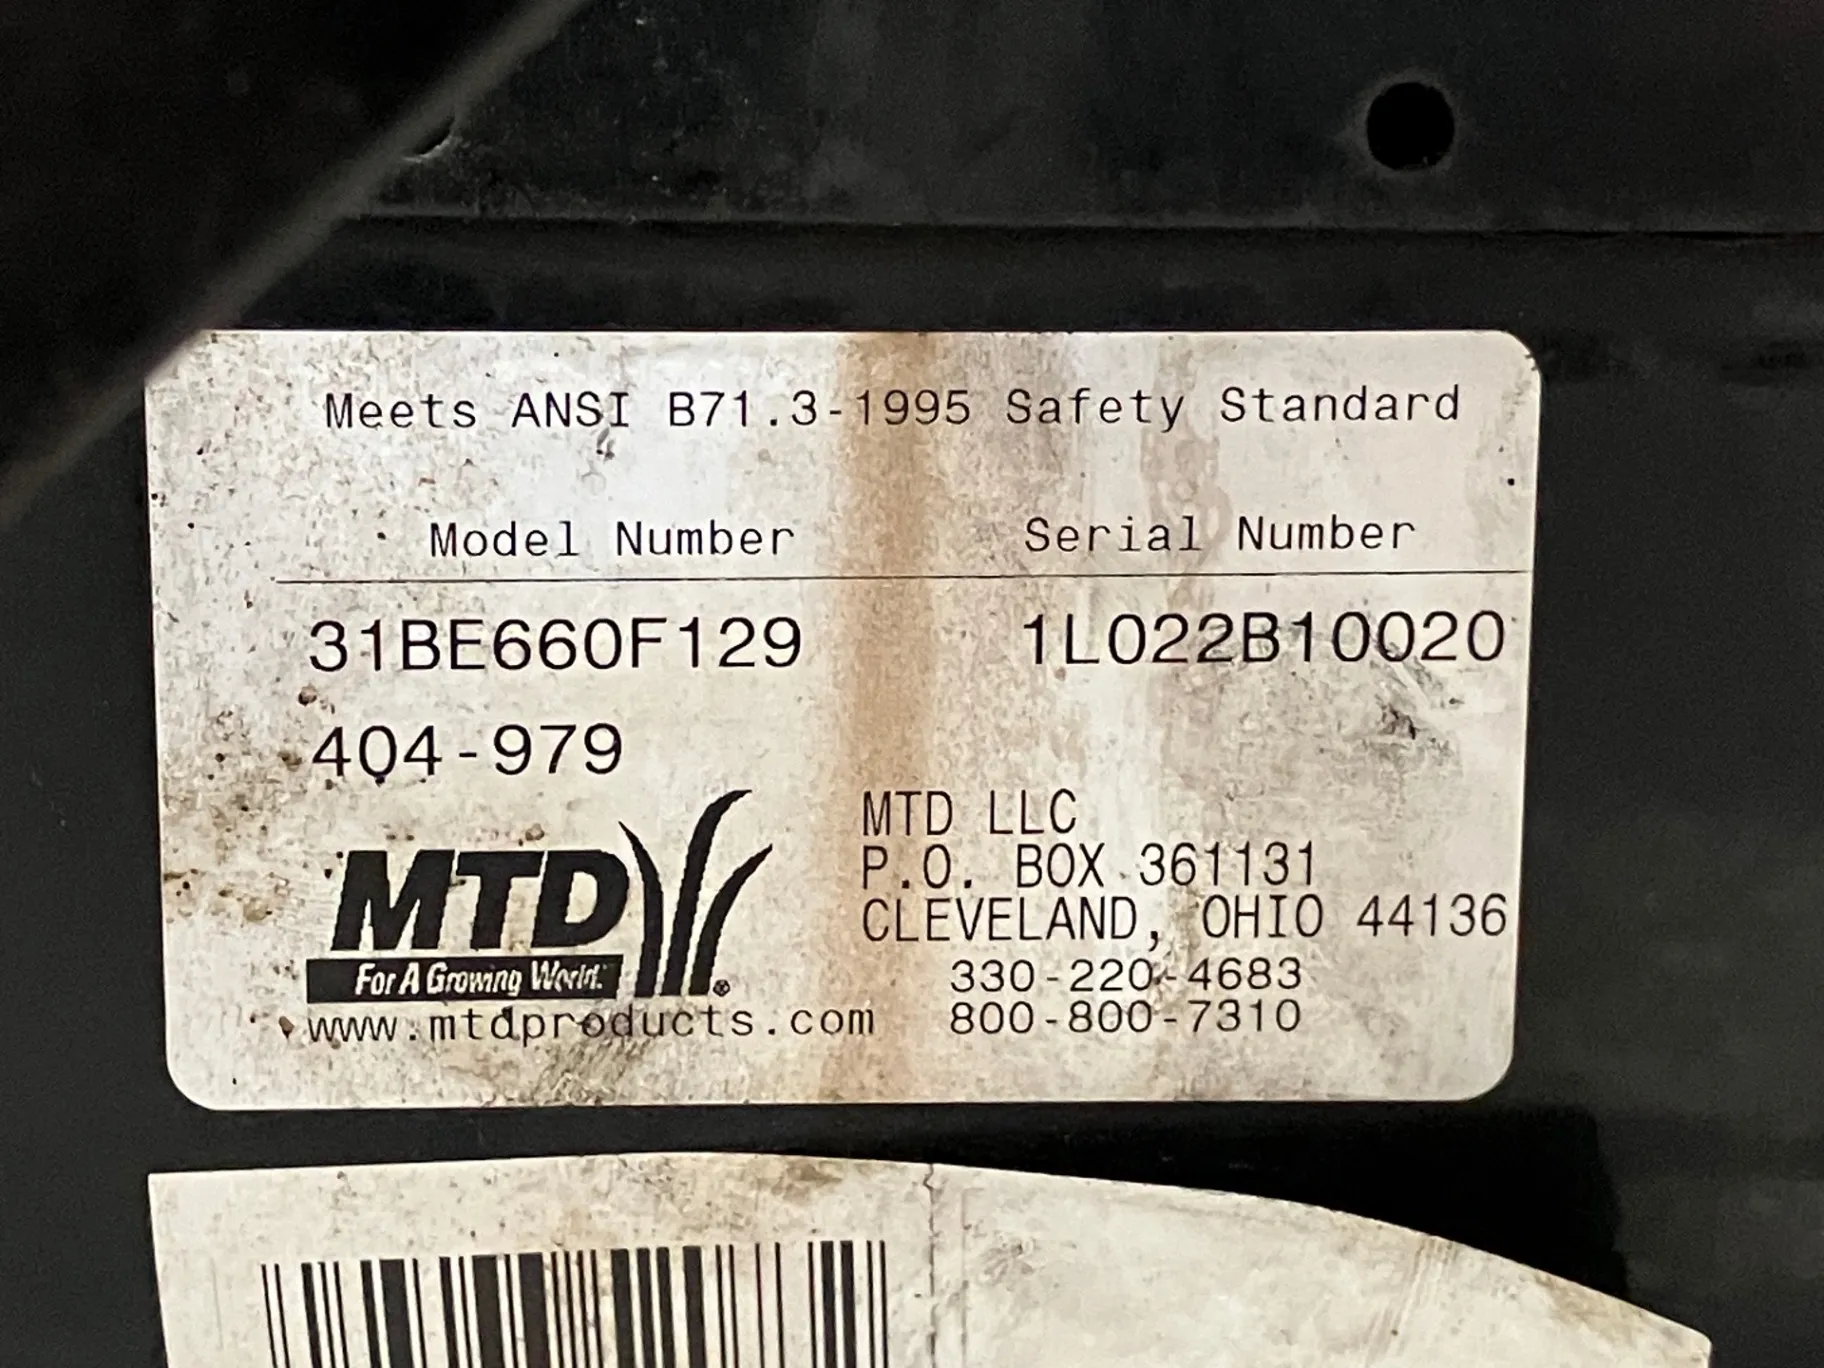 Meets ANSI B71.3-1995 Safety Standard
Model Number Serial Number
31BE660F129 1L022B10020
404-979
MTD
For A Growing World.
®
www.mtdproducts.com
MTD LLC
P.O. BOX 361131
CLEVELAND, OHIO 44136
330-220-4683
800-800-7310